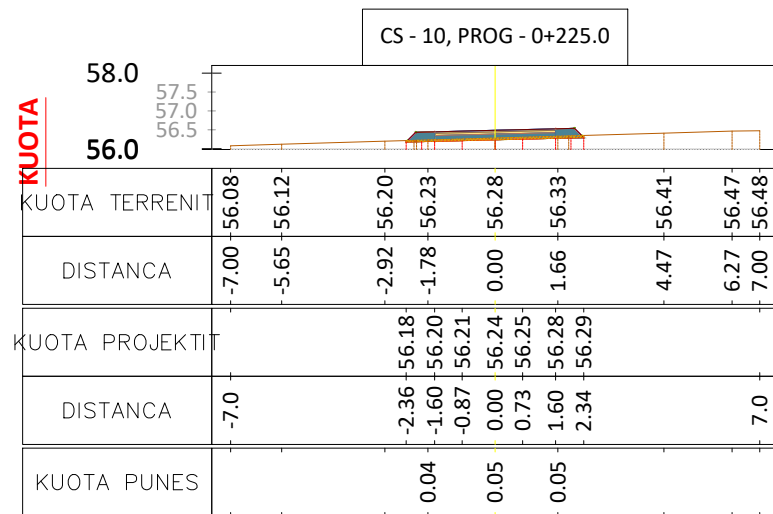 CS - 10, PROG - 0+225.0
KUOTA
58.0
57.5
57.0
56.5
56.0
KUOTA TERRENIT 56.08 56.12 56.20 56.23 56.28 56.33 56.41 56.47 56.48
DISTANCA -7.00 -5.65 -2.92 -1.78 0.00 1.66 4.47 6.27 7.00
KUOTA PROJEKTIT 56.18 56.20 56.21 56.24 56.25 56.28 56.29
DISTANCA -7.0 -2.36 -1.60 -0.87 0.00 0.73 1.60 2.34 7.0
KUOTA PUNES 0.04 0.05 0.05